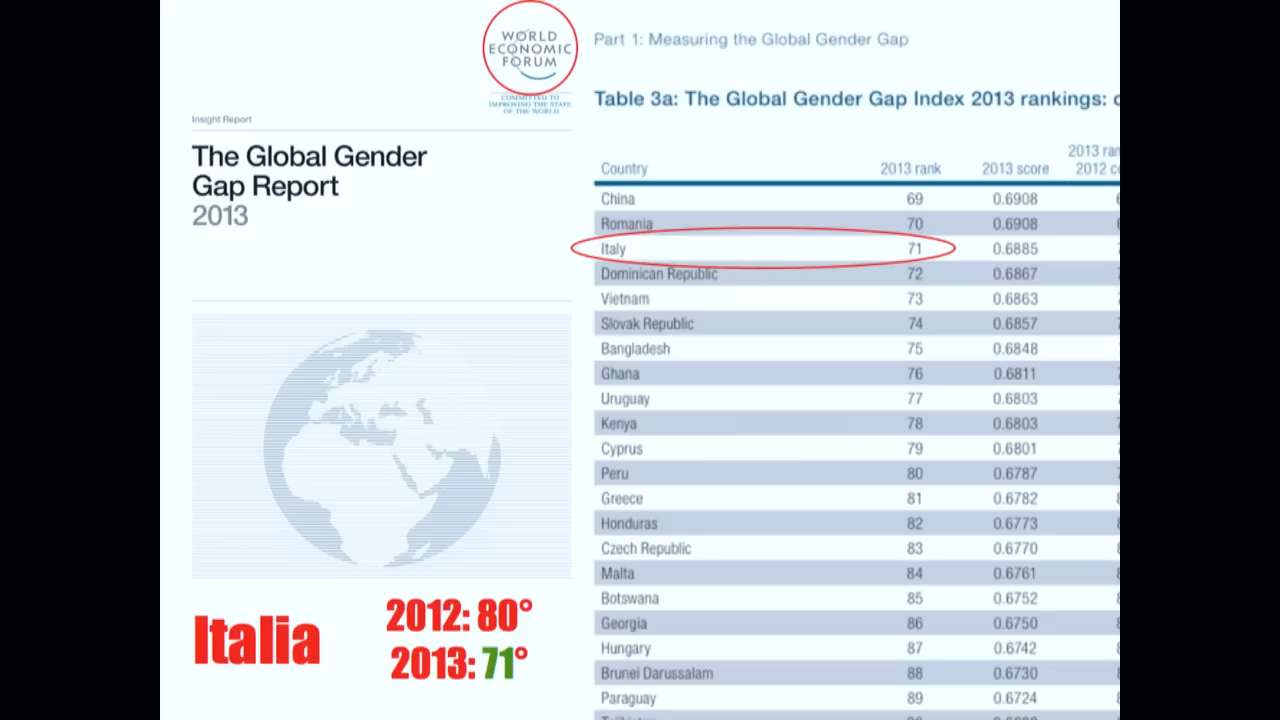 WORLD
ECONOMIC
FORUM
COMMITTED TO
IMPROVING THE STATE
OF THE WORLD
Insight Report
The Global Gender
Gap Report
2013
Italia
2012: 80°
2013: 71°
Part 1: Measuring the Global Gender Gap
Table 3a: The Global Gender Gap Index 2013 rankings:
2013
Country 2013 rank 2013 score 2012
China 69 0.6908
Romania 70 0.6908
Italy 71 0.6885
Dominican Republic 72 0.6867
Vietnam 73 0.6863
Slovak Republic 74 0.6857
Bangladesh 75 0.6848
Ghana 76 0.6811
Uruguay 77 0.6803
Kenya 78 0.6803
Cyprus 79 0.6801
Peru 80 0.6787
Greece 81 0.6782
Honduras 82 0.6773
Czech Republic 83 0.6770
Malta 84 0.6761
Botswana 85 0.6752
Georgia 86 0.6750
Hungary 87 0.6742
Brunei Darussalam 88 0.6730
Paraguay 89 0.6724